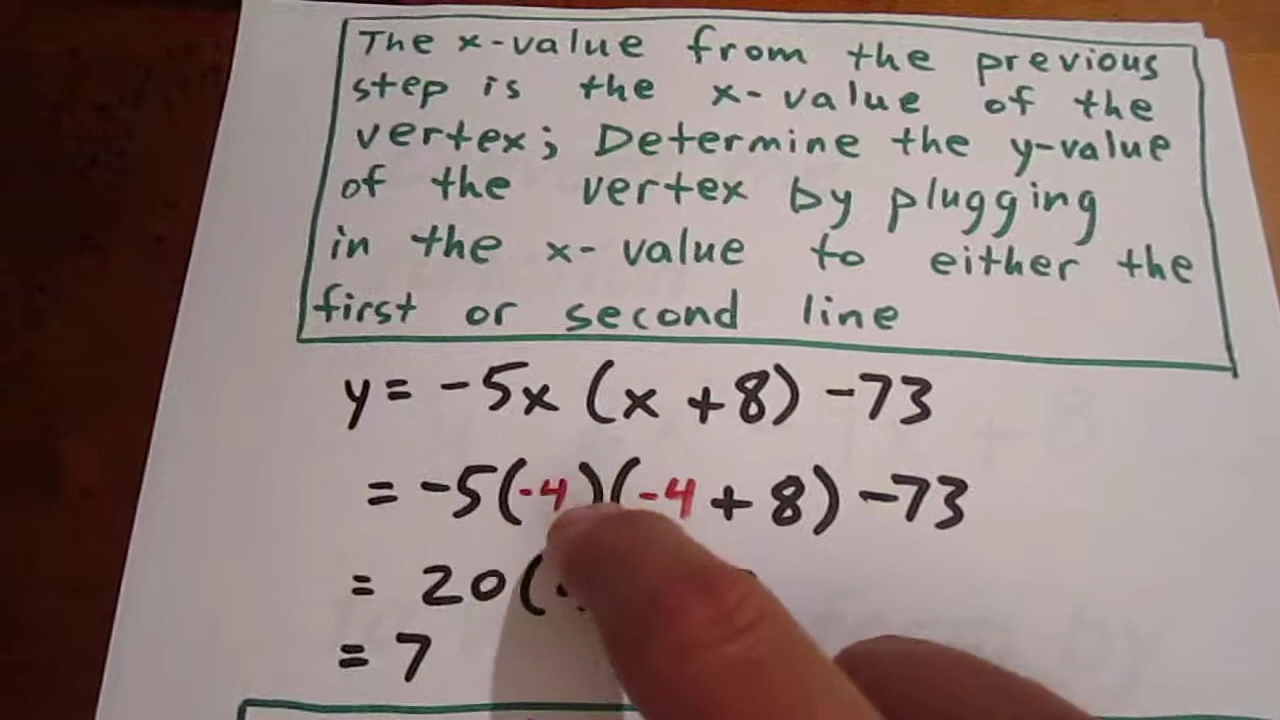 The x-value from the previous
step is the x-value of the
vertex; Determine the y-value
of the vertex by plugging
in the x-value to either the
first or second line
y= -5x (x +8) -73
= -5(-4)(-4 + 8) -73
= 20(
= 7